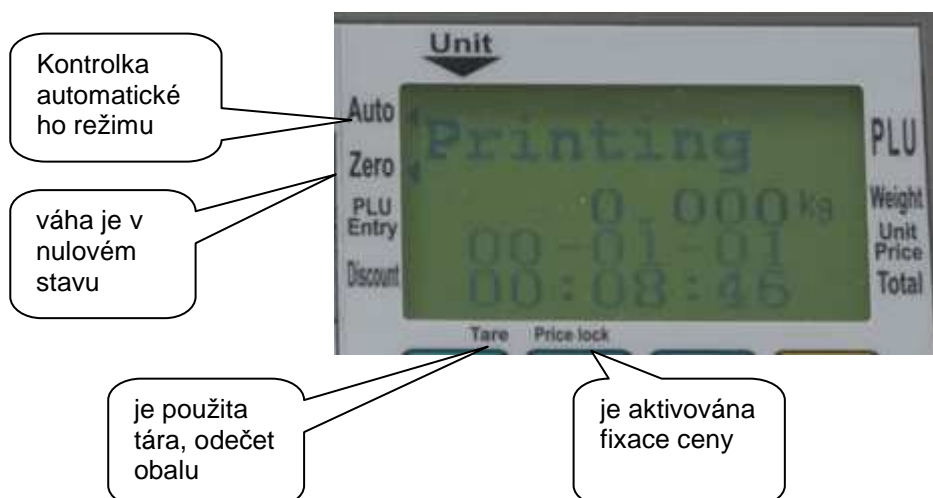 Kontrolka
automatické
ho režimu
váha je v
nulovém
stavu
Unit
Auto
Zero
PLU
Entry
Discount
Printing
0.000 kg
00-01-01
00:08:46
PLU
Weight
Unit
Price
Total
Tare
Price lock
je použita
tára, odečet
obalu
je aktivována
fixace ceny